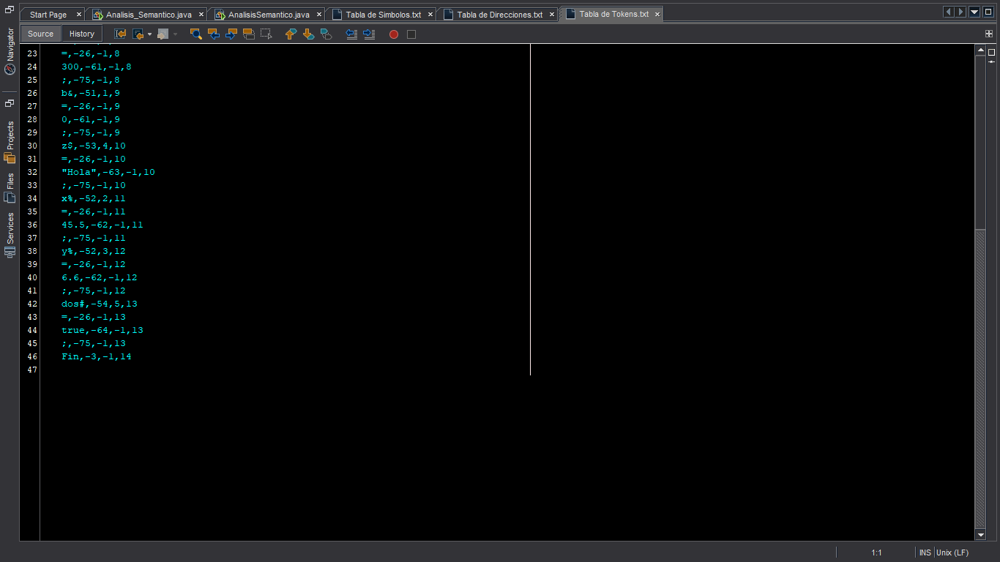 Start Page
Analisis_Semantico.java
AnalisisSemantico.java
Tabla de Simbolos.txt
Tabla de Direcciones.txt
Tabla de Tokens.txt
Source
History
Navigator
Projects
Files
Services
23 =,-26,-1,8
24 300,-61,-1,8
25 ;,-75,-1,8
26 b&,-51,1,9
27 =,-26,-1,9
28 0,-61,-1,9
29 ;,-75,-1,9
30 z$,-53,4,10
31 =,-26,-1,10
32 "Hola",-63,-1,10
33 ;,-75,-1,10
34 x%,-52,2,11
35 =,-26,-1,11
36 45.5,-62,-1,11
37 ;,-75,-1,11
38 y%,-52,3,12
39 =,-26,-1,12
40 6.6,-62,-1,12
41 ;,-75,-1,12
42 dos#,-54,5,13
43 =,-26,-1,13
44 true,-64,-1,13
45 ;,-75,-1,13
46 Fin,-3,-1,14
47
1:1
INS
Unix (LF)